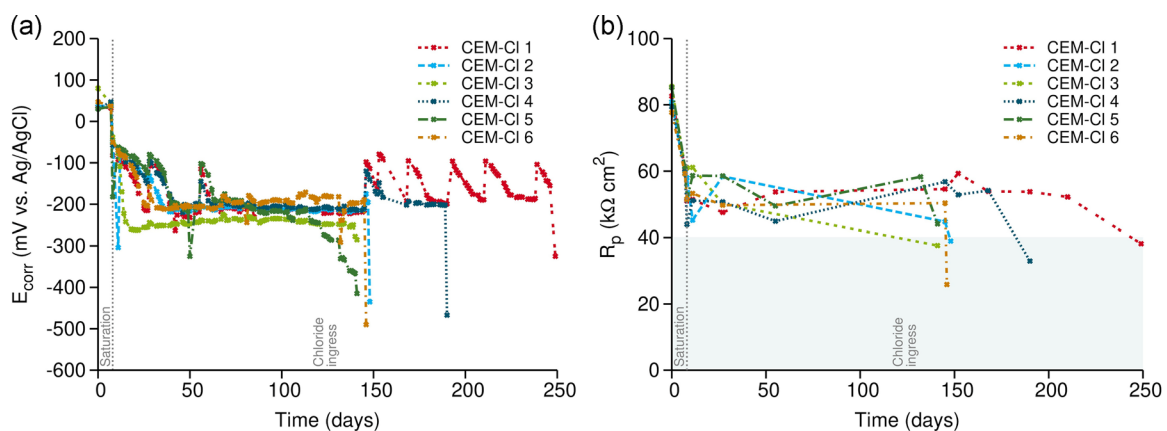 (a)
200
100
0
-100
-200
-300
-400
-500
-600
E_corr (mV vs. Ag/AgCl)
CEM-Cl 1
CEM-Cl 2
CEM-Cl 3
CEM-Cl 4
CEM-Cl 5
CEM-Cl 6
Saturation
Chloride
ingress
0 50 100 150 200 250
Time (days)
(b)
100
80
60
40
20
0
R_p (kΩ cm²)
CEM-Cl 1
CEM-Cl 2
CEM-Cl 3
CEM-Cl 4
CEM-Cl 5
CEM-Cl 6
Saturation
Chloride
ingress
0 50 100 150 200 250
Time (days)